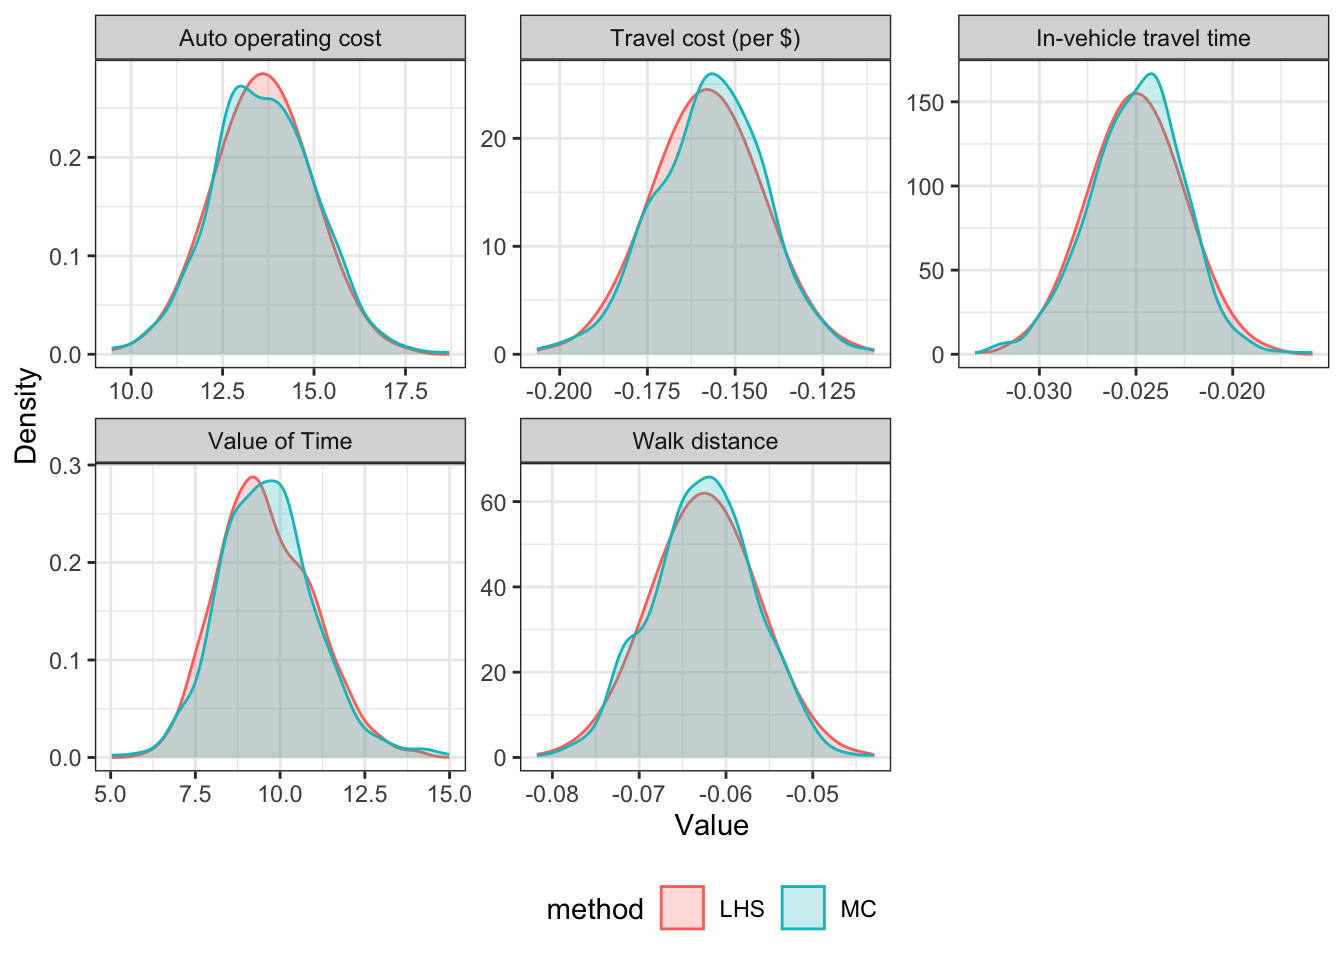 Auto operating cost
Travel cost (per $)
In-vehicle travel time
0.2
0.1
0.0
20
10
0
150
100
50
0
10.0 12.5 15.0 17.5
-0.200 -0.175 -0.150 -0.125
-0.030 -0.025 -0.020
Density
Value of Time
Walk distance
0.3
0.2
0.1
0.0
60
40
20
0
5.0 7.5 10.0 12.5 15.0
-0.08 -0.07 -0.06 -0.05
Value
method LHS MC